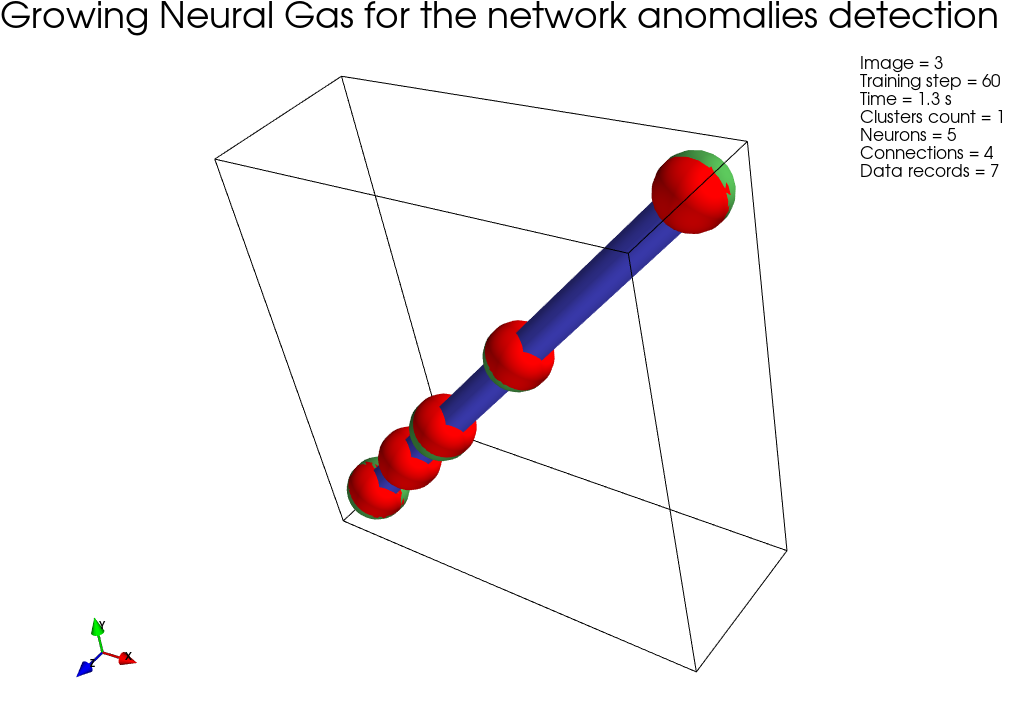 Growing Neural Gas for the network anomalies detection
Image = 3
Training step = 60
Time = 1.3 s
Clusters count = 1
Neurons = 5
Connections = 4
Data records = 7
Y
Z
X